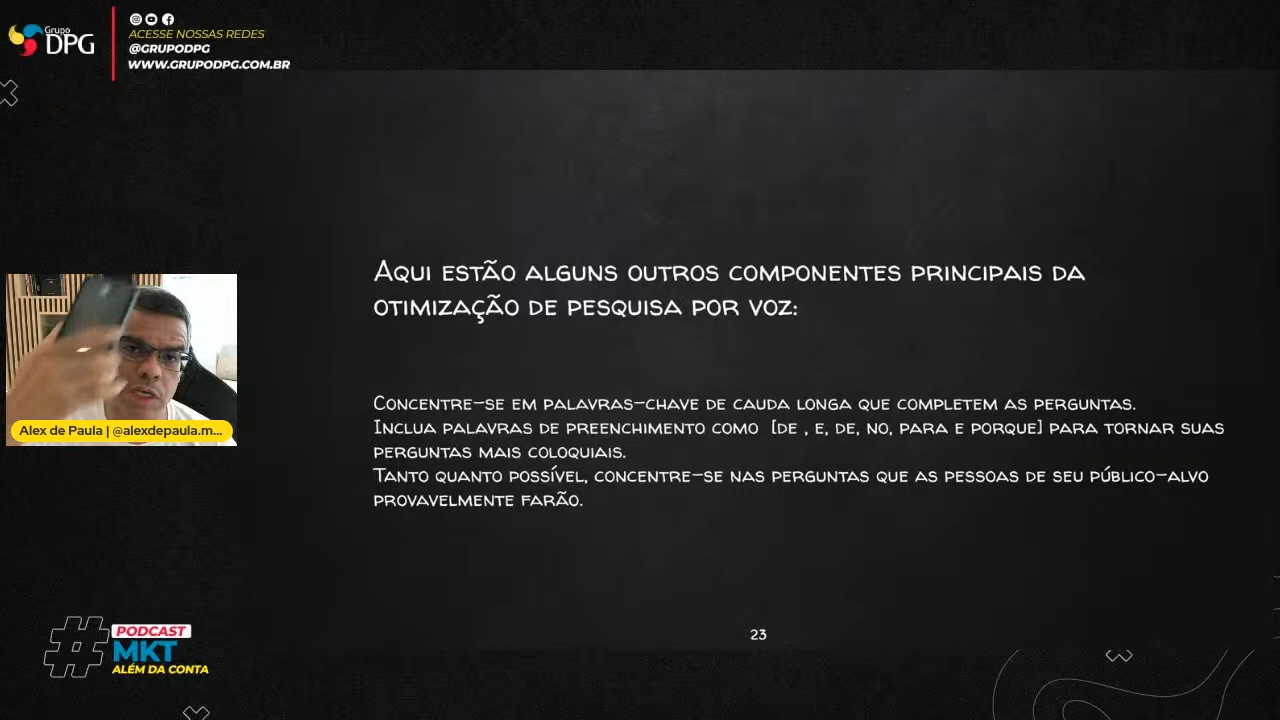 Grupo
DPG
ACESSE NOSSAS REDES
@GRUPODPG
WWW.GRUPODPG.COM.BR
Aqui estão alguns outros componentes principais da
otimização de pesquisa por voz:
Concentre-se em palavras-chave de cauda longa que completem as perguntas.
Inclua palavras de preenchimento como [de , e, de, no, para e porque] para tornar suas
perguntas mais coloquiais.
Tanto quanto possível, concentre-se nas perguntas que as pessoas de seu público-alvo
provavelmente farão.
Alex de Paula | @alexdepaula.m...
23
# PODCAST
MKT
ALÉM DA CONTA